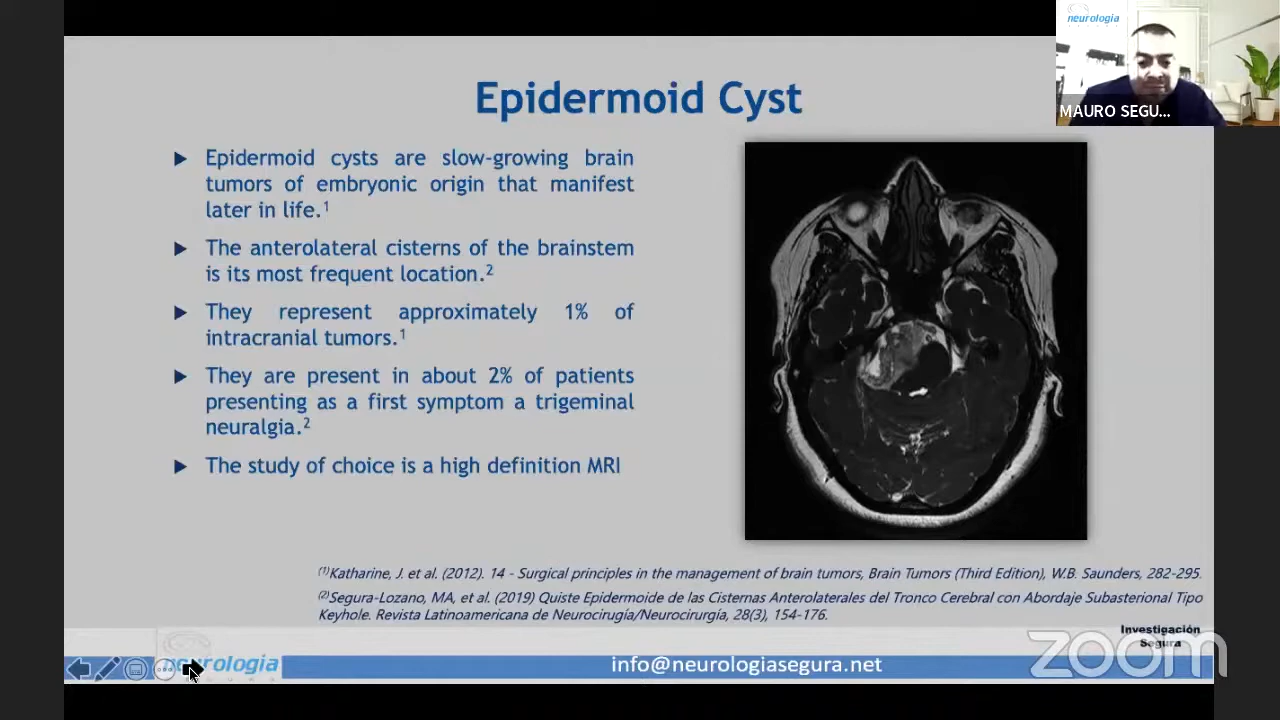 neurologia
MAURO SEGU...
Epidermoid Cyst
Epidermoid cysts are slow-growing brain
tumors of embryonic origin that manifest
later in life.1
The anterolateral cisterns of the brainstem
is its most frequent location.2
They represent approximately 1% of
intracranial tumors.1
They are present in about 2% of patients
presenting as a first symptom a trigeminal
neuralgia.2
The study of choice is a high definition MRI
(1)Katharine, J. et al. (2012). 14 - Surgical principles in the management of brain tumors, Brain Tumors (Third Edition), W.B. Saunders, 282-295.
(2)Segura-Lozano, MA, et al. (2019) Quiste Epidermoide de las Cisternas Anterolaterales del Tronco Cerebral con Abordaje Subasterional Tipo
Keyhole. Revista Latinoamericana de Neurocirugía/Neurocirurgía, 28(3), 154-176.
Investigación
Segura
zoom
neurologia
info@neurologiasegura.net